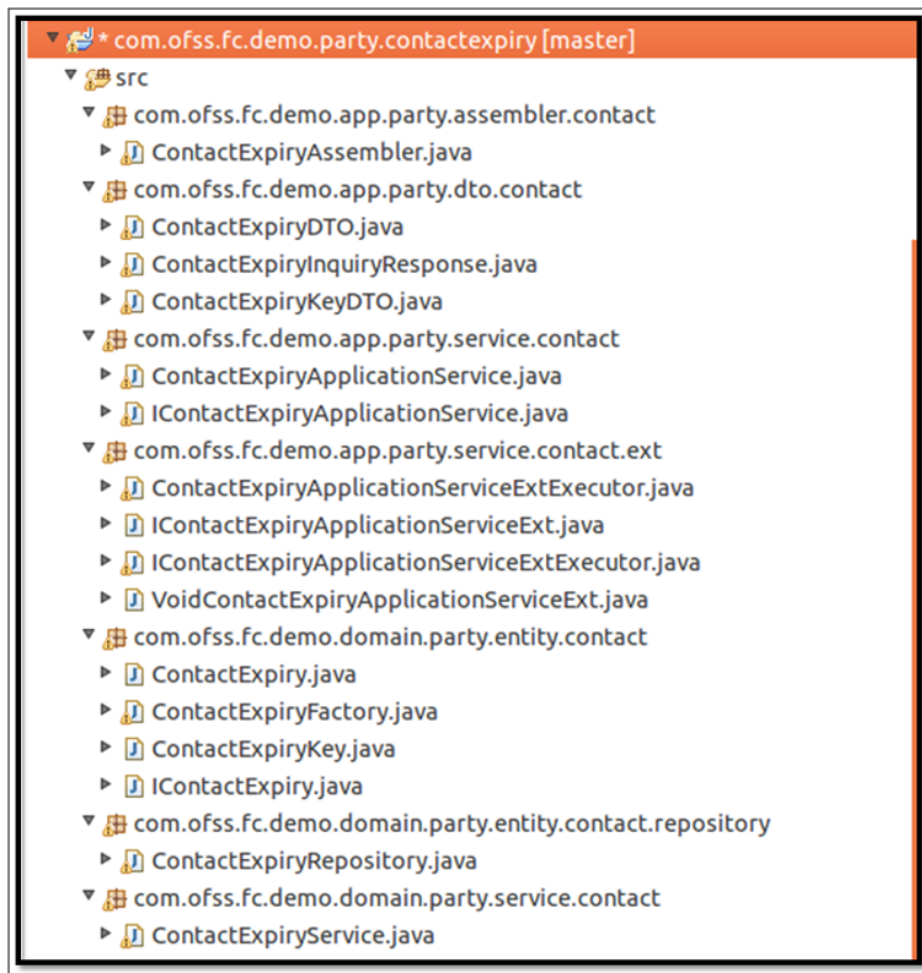 * com.ofss.fc.demo.party.contactexpiry [master]
src
com.ofss.fc.demo.app.party.assembler.contact
ContactExpiryAssembler.java
com.ofss.fc.demo.app.party.dto.contact
ContactExpiryDTO.java
ContactExpiryInquiryResponse.java
ContactExpiryKeyDTO.java
com.ofss.fc.demo.app.party.service.contact
ContactExpiryApplicationService.java
IContactExpiryApplicationService.java
com.ofss.fc.demo.app.party.service.contact.ext
ContactExpiryApplicationServiceExtExecutor.java
IContactExpiryApplicationServiceExt.java
IContactExpiryApplicationServiceExtExecutor.java
VoidContactExpiryApplicationServiceExt.java
com.ofss.fc.demo.domain.party.entity.contact
ContactExpiry.java
ContactExpiryFactory.java
ContactExpiryKey.java
IContactExpiry.java
com.ofss.fc.demo.domain.party.entity.contact.repository
ContactExpiryRepository.java
com.ofss.fc.demo.domain.party.service.contact
ContactExpiryService.java